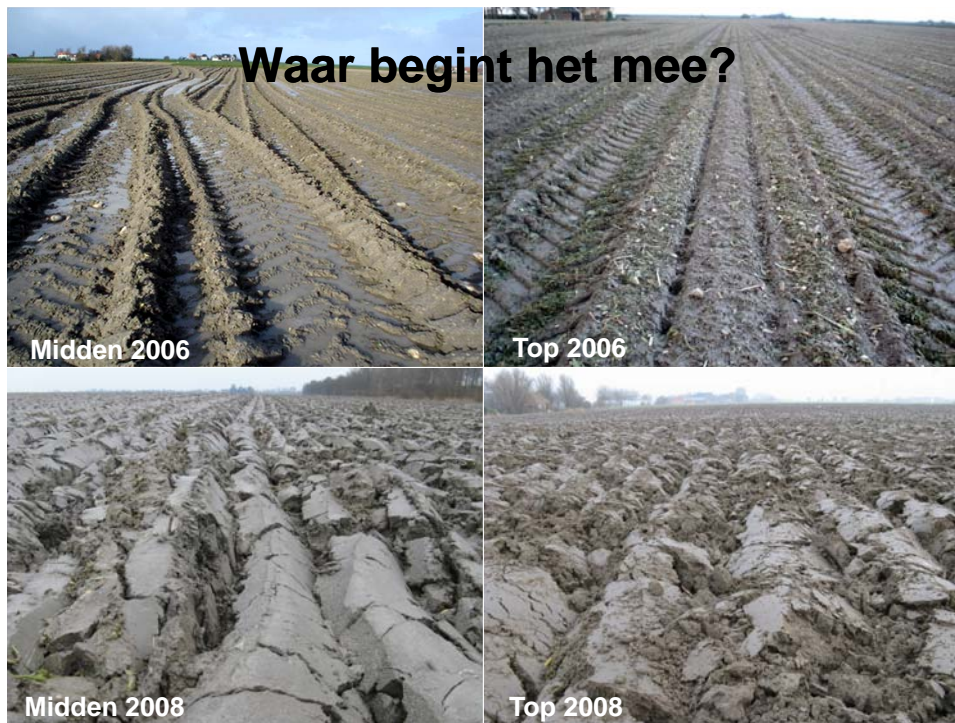 Waar begint het mee?
Midden 2006
Top 2006
Midden 2008
Top 2008